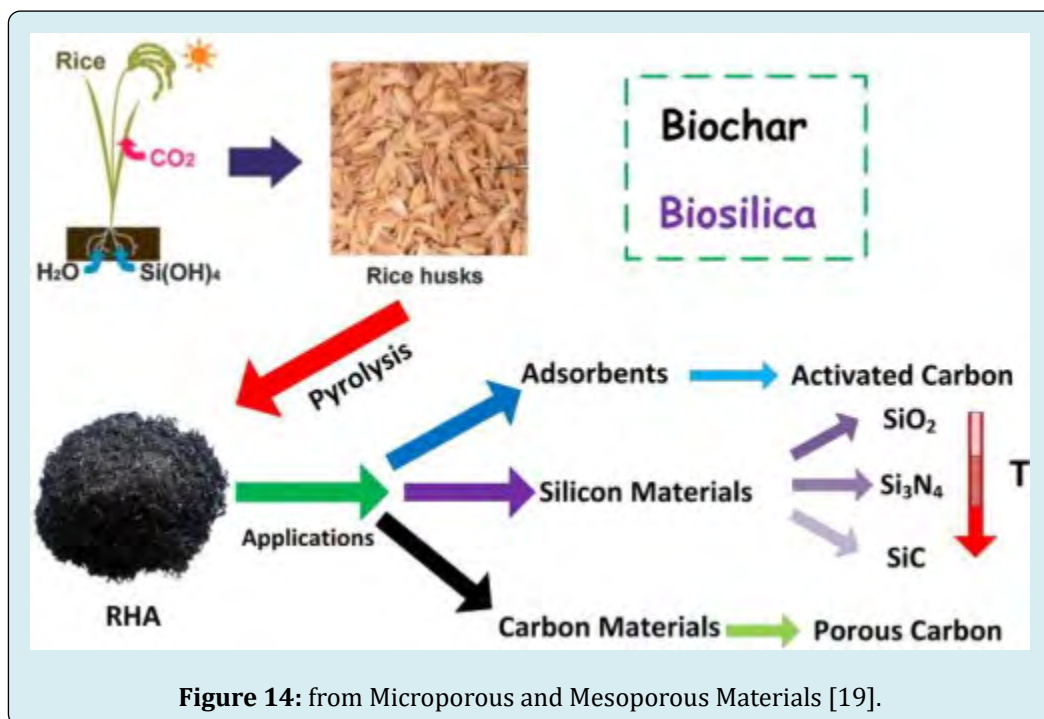 Rice
CO₂
H₂O Si(OH)₄
Rice husks
Biochar
Biosilica
Pyrolysis
RHA
Applications
Adsorbents
Activated Carbon
Silicon Materials
SiO₂
Si₃N₄
SiC
T
Carbon Materials
Porous Carbon
Figure 14: from Microporous and Mesoporous Materials [19].